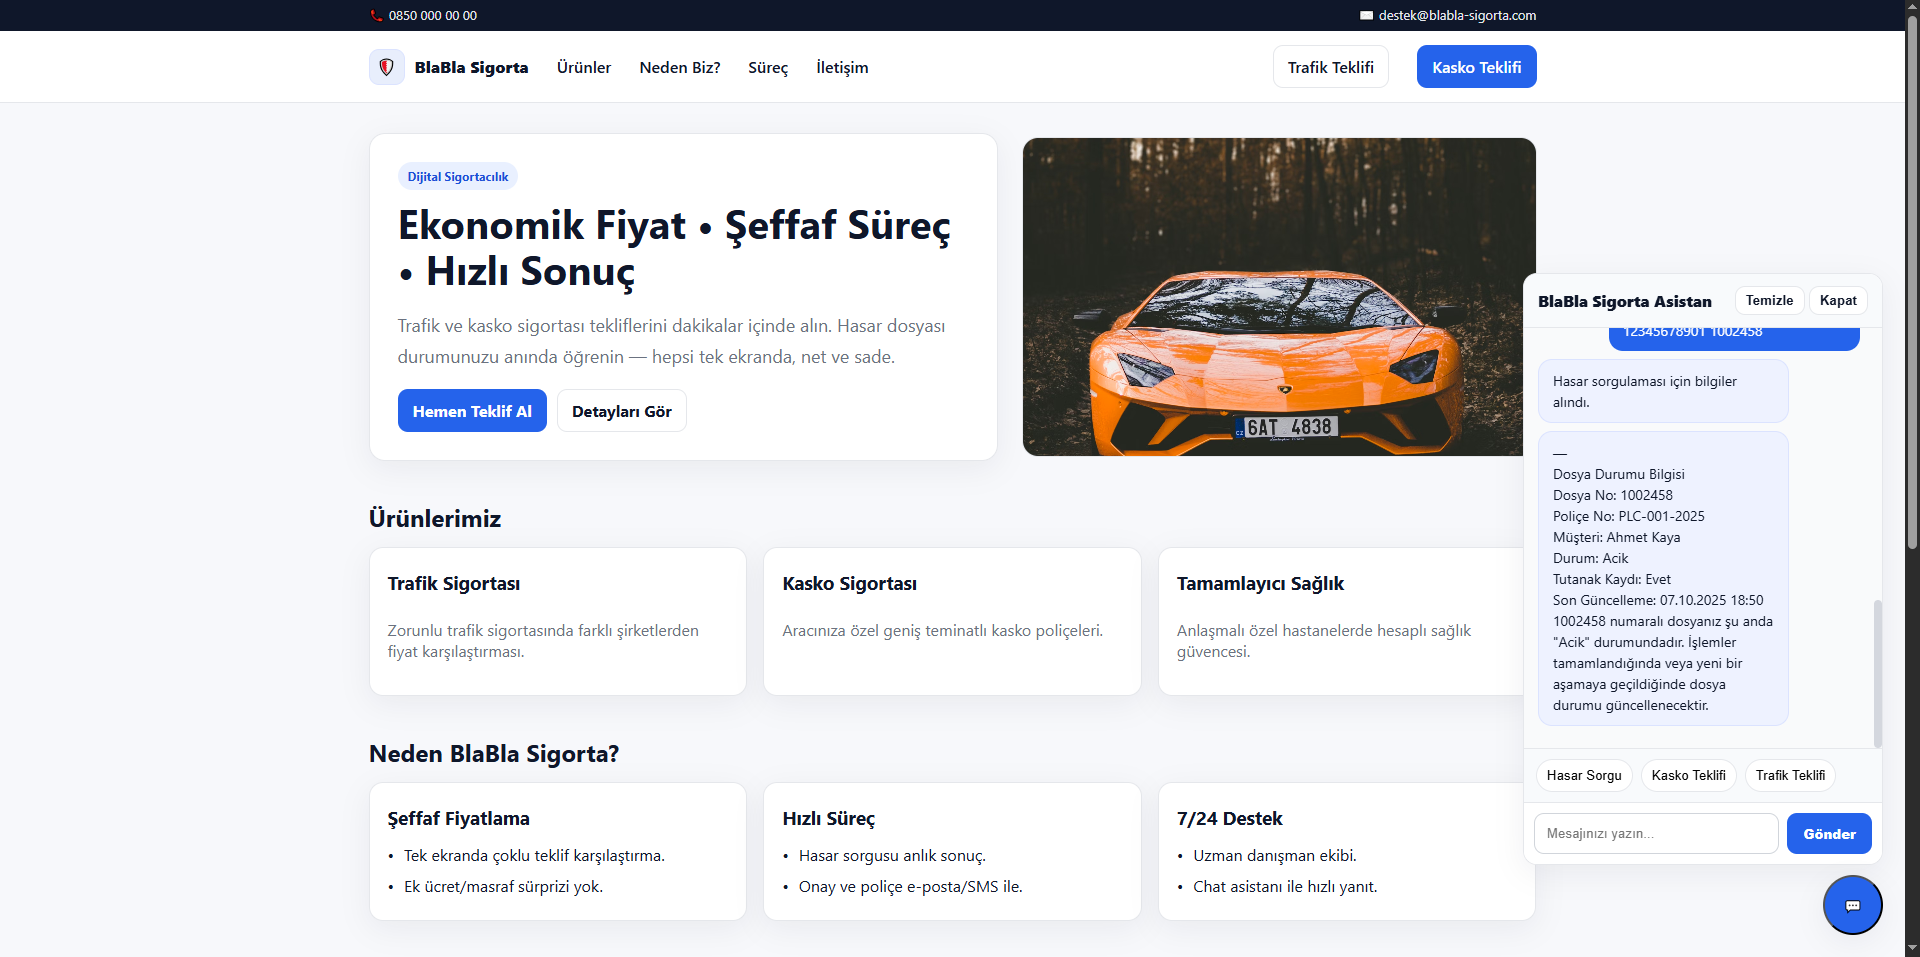 0850 000 00 00
destek@blabla-sigorta.com
BlaBla Sigorta
Ürünler
Neden Biz?
Süreç
İletişim
Trafik Teklifi
Kasko Teklifi
Dijital Sigortacılık
Ekonomik Fiyat • Şeffaf Süreç
• Hızlı Sonuç
Trafik ve kasko sigortası tekliflerini dakikalar içinde alın. Hasar dosyası
durumunuzu anında öğrenin — hepsi tek ekranda, net ve sade.
Hemen Teklif Al
Detayları Gör
CZ 6AT 4838
Ürünlerimiz
Trafik Sigortası
Zorunlu trafik sigortasında farklı şirketlerden
fiyat karşılaştırması.
Kasko Sigortası
Aracınıza özel geniş teminatlı kasko poliçeleri.
Tamamlayıcı Sağlık
Anlaşmalı özel hastanelerde hesaplı sağlık
güvencesi.
Neden BlaBla Sigorta?
Şeffaf Fiyatlama
• Tek ekranda çoklu teklif karşılaştırma.
• Ek ücret/masraf sürprizi yok.
Hızlı Süreç
• Hasar sorgusu anlık sonuç.
• Onay ve poliçe e-posta/SMS ile.
7/24 Destek
• Uzman danışman ekibi.
• Chat asistanı ile hızlı yanıt.
BlaBla Sigorta Asistan
Temizle
Kapat
12345678901 1002458
Hasar sorgulaması için bilgiler
alındı.
—
Dosya Durumu Bilgisi
Dosya No: 1002458
Poliçe No: PLC-001-2025
Müşteri: Ahmet Kaya
Durum: Acik
Tutanak Kaydı: Evet
Son Güncelleme: 07.10.2025 18:50
1002458 numaralı dosyanız şu anda
"Acik" durumundadır. İşlemler
tamamlandığında veya yeni bir
aşamaya geçildiğinde dosya
durumu güncellenecektir.
Hasar Sorgu
Kasko Teklifi
Trafik Teklifi
Mesajınızı yazın...
Gönder